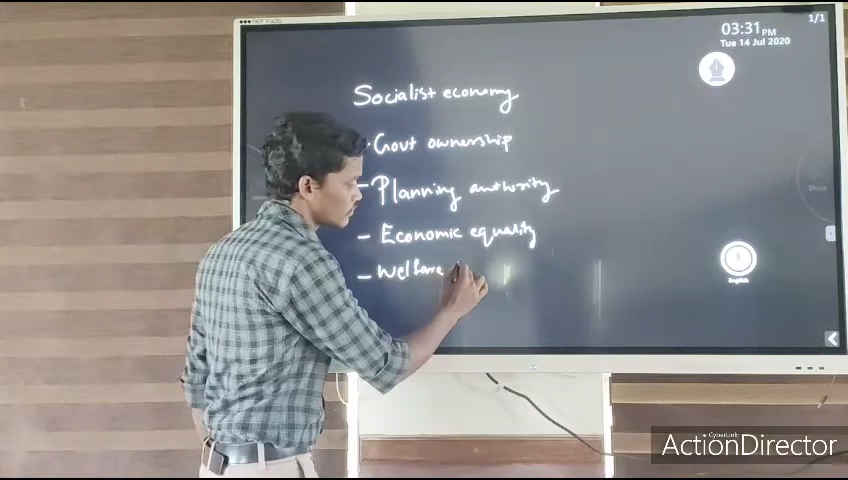 03:31 PM
Tue 14 Jul 2020
1/1
Socialist economy
- Govt ownership
- Planning authority
- Economic equality
- Welfare
English
CyberLink
ActionDirector